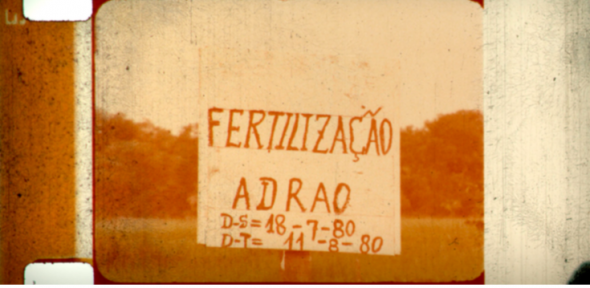 FERTILIZAÇÃO
ADRAO
D-S=18-7-80
D-T= 11-8-80